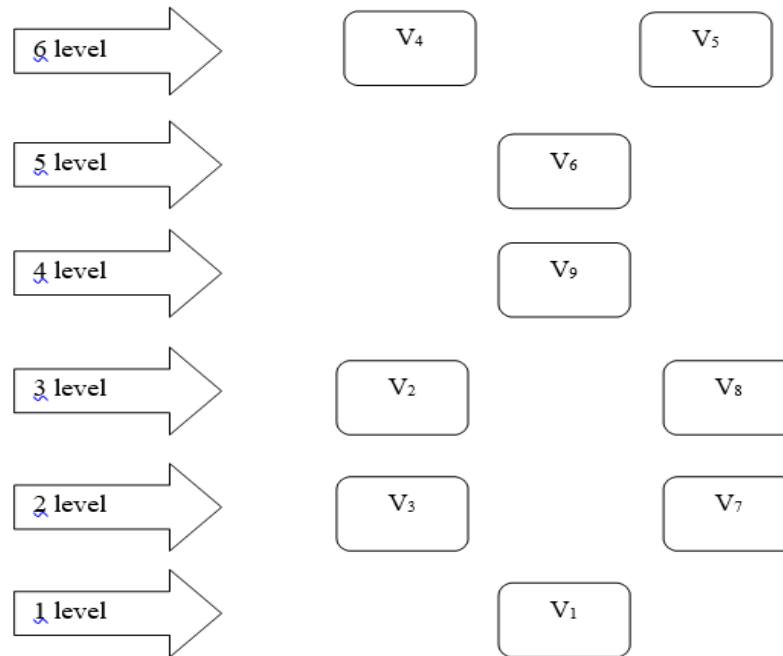 6 level V₄ V₅
5 level V₆
4 level V₉
3 level V₂ V₈
2 level V₃ V₇
1 level V₁